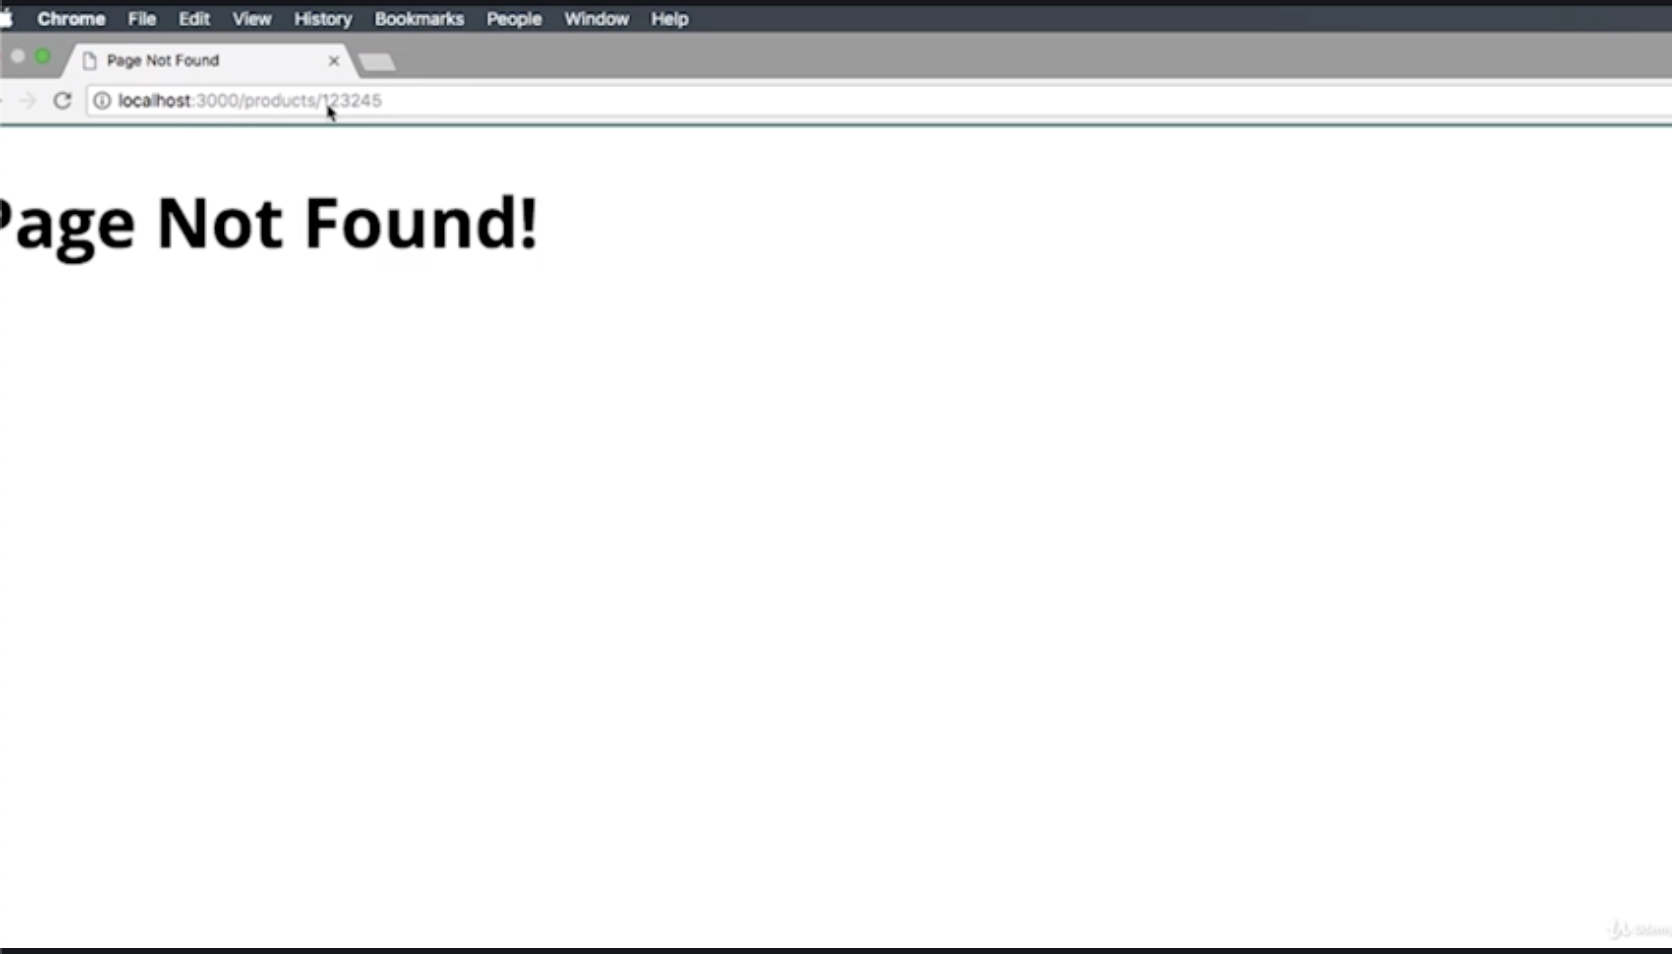 Chrome File Edit View History Bookmarks People Window Help
Page Not Found
localhost:3000/products/123245
Page Not Found!